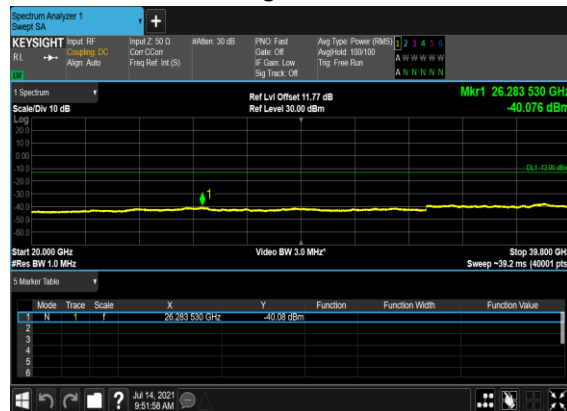 Spectrum Analyzer 1
Swept SA
+
KEYSIGHT Input: RF Input Z: 50 Ω #Atten: 30 dB PNO: Fast Avg Type: Power (RMS) 1 2 3 4 5 6
RL Coupling: DC Corr CCorr Gate: Off Avg|Hold: 100/100 A W W W W W
Align: Auto Freq Ref: Int (S) IF Gain: Low Trig: Free Run
LXI Sig Track: Off A N N N N N
1 Spectrum Ref Lvl Offset 11.77 dB Mkr1 26.283 530 GHz
Scale/Div 10 dB Ref Level 30.00 dBm -40.076 dBm
Log
20.0
10.0
0.00
-10.0 DL1 -13.00 dBm
-20.0
-30.0
1
-40.0
-50.0
-60.0
Start 20.000 GHz Video BW 3.0 MHz* Stop 39.800 GHz
#Res BW 1.0 MHz Sweep ~39.2 ms (40001 pts)
5 Marker Table
Mode Trace Scale X Y Function Function Width Function Value
1 N 1 f 26.283 530 GHz -40.08 dBm
2
3
4
5
6
? Jul 14, 2021
9:51:58 AM